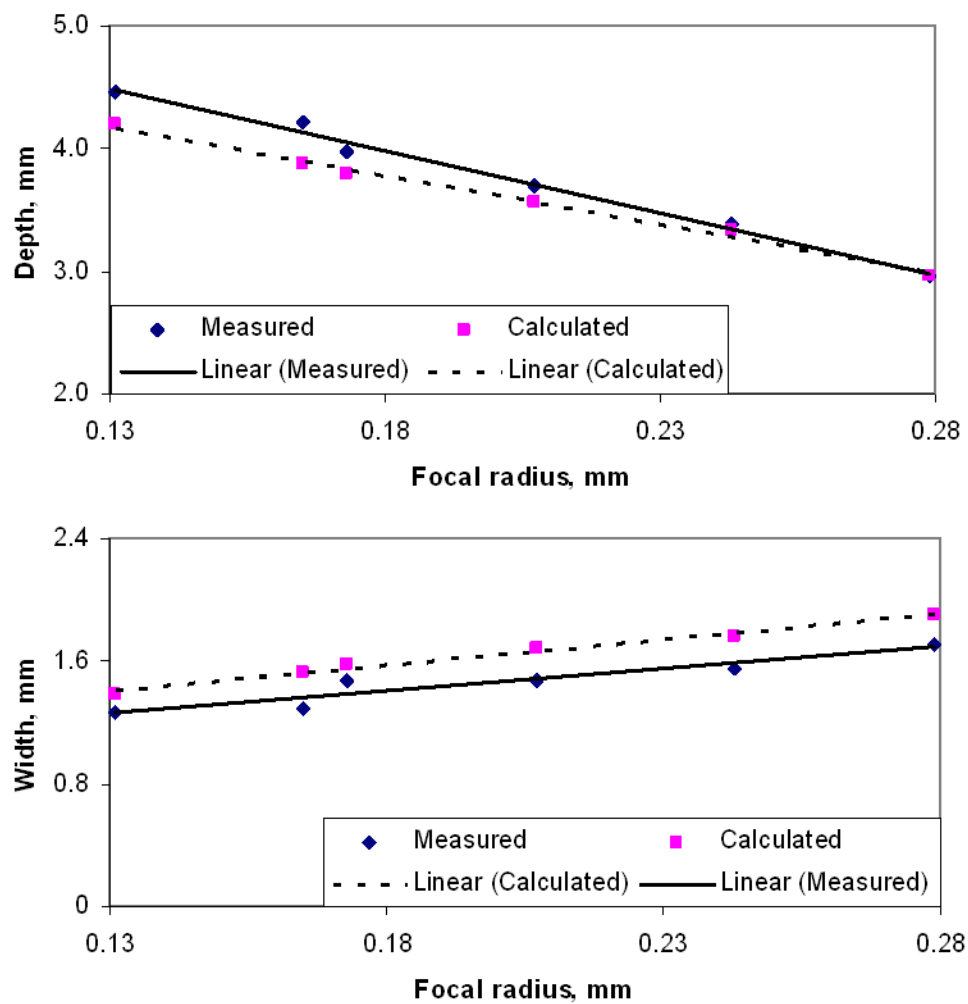 5.0
4.0
3.0
2.0
Depth, mm
Measured Calculated
Linear (Measured) Linear (Calculated)
0.13 0.18 0.23 0.28
Focal radius, mm
2.4
1.6
0.8
0
Width, mm
Measured Calculated
Linear (Calculated) Linear (Measured)
0.13 0.18 0.23 0.28
Focal radius, mm